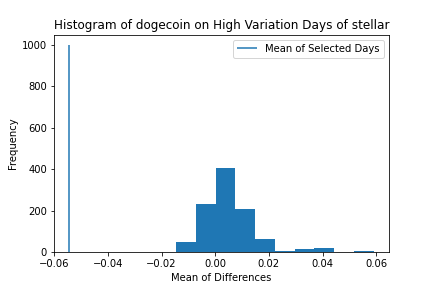 Histogram of dogecoin on High Variation Days of stellar
Mean of Selected Days
Frequency
1000
800
600
400
200
0
−0.06 −0.04 −0.02 0.00 0.02 0.04 0.06
Mean of Differences